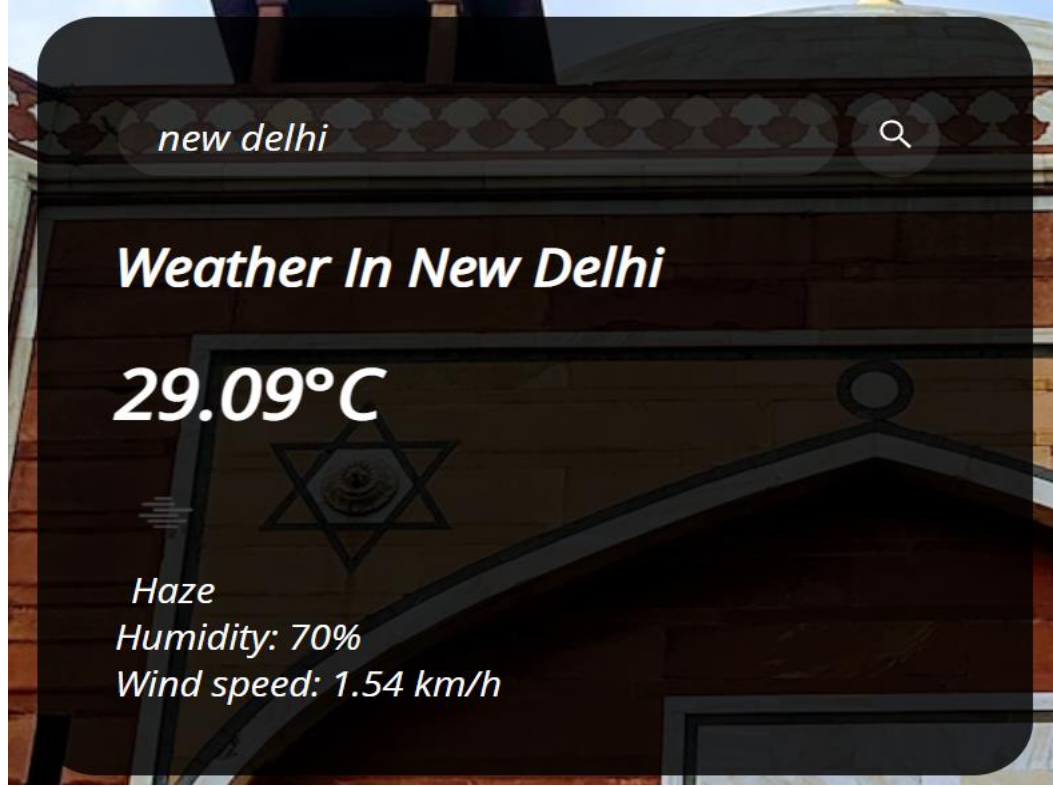 new delhi
Weather In New Delhi
29.09°C
Haze
Humidity: 70%
Wind speed: 1.54 km/h